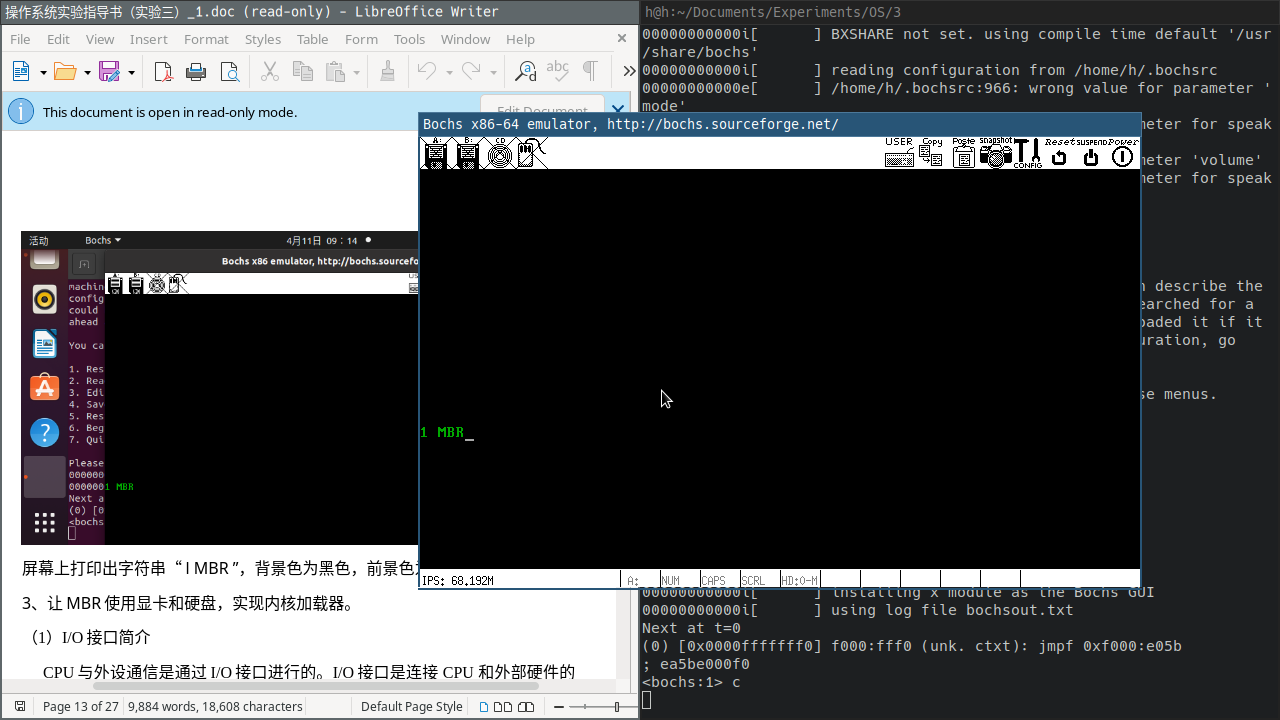 操作系统实验指导书（实验三）_1.doc (read-only) - LibreOffice Writer
File Edit View Insert Format Styles Table Form Tools Window Help
This document is open in read-only mode.
Edit Document
活动 Bochs 4月11日 09：14
Bochs x86 emulator, http://bochs.sourcefo
machin
config
could
ahead
You ca
1. Res
2. Rea
3. Edi
4. Sav
5. Res
6. Beg
7. Qui
Please
000000
000000
1 MBR
Next a
(0) [0
<bochs
屏幕上打印出字符串“1 MBR”，背景色为黑色，前景色
3、让 MBR 使用显卡和硬盘，实现内核加载器。
（1）I/O 接口简介
CPU 与外设通信是通过 I/O 接口进行的。I/O 接口是连接 CPU 和外部硬件的
Page 13 of 27
9,884 words, 18,608 characters
Default Page Style
h@h:~/Documents/Experiments/OS/3
00000000000i[      ] BXSHARE not set. using compile time default '/usr
/share/bochs'
00000000000i[      ] reading configuration from /home/h/.bochsrc
00000000000e[      ] /home/h/.bochsrc:966: wrong value for parameter '
mode'
meter for speak
meter 'volume'
meter for speak
n describe the
earched for a
oaded it if it
uration, go
se menus.
Bochs x86-64 emulator, http://bochs.sourceforge.net/
A: B: CD USER Copy Paste snapshot CONFIG Reset SUSPEND Power
1 MBR_
IPS: 68.192M A: NUM CAPS SCRL HD:0-M
00000000000i[      ] installing x module as the Bochs GUI
00000000000i[      ] using log file bochsout.txt
Next at t=0
(0) [0x0000fffffff0] f000:fff0 (unk. ctxt): jmpf 0xf000:e05b
; ea5be000f0
<bochs:1> c